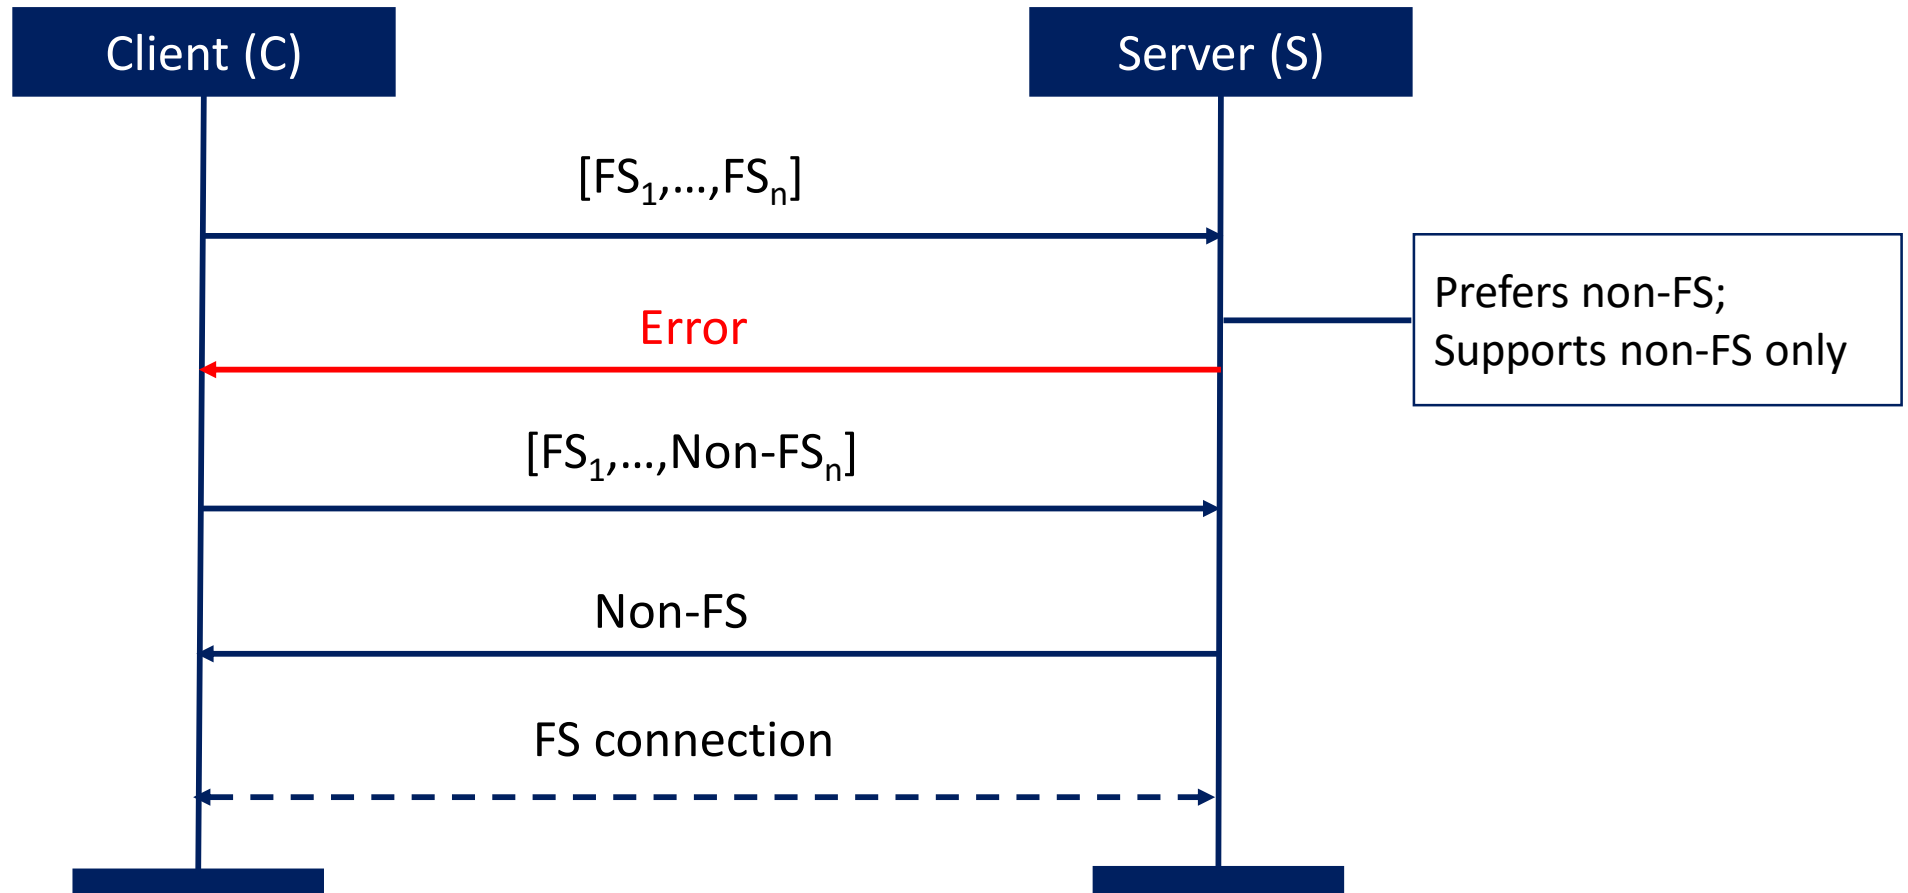 Client (C)
Server (S)
[FS₁,...,FSₙ]
Prefers non-FS;
Supports non-FS only
Error
[FS₁,...,Non-FSₙ]
Non-FS
FS connection